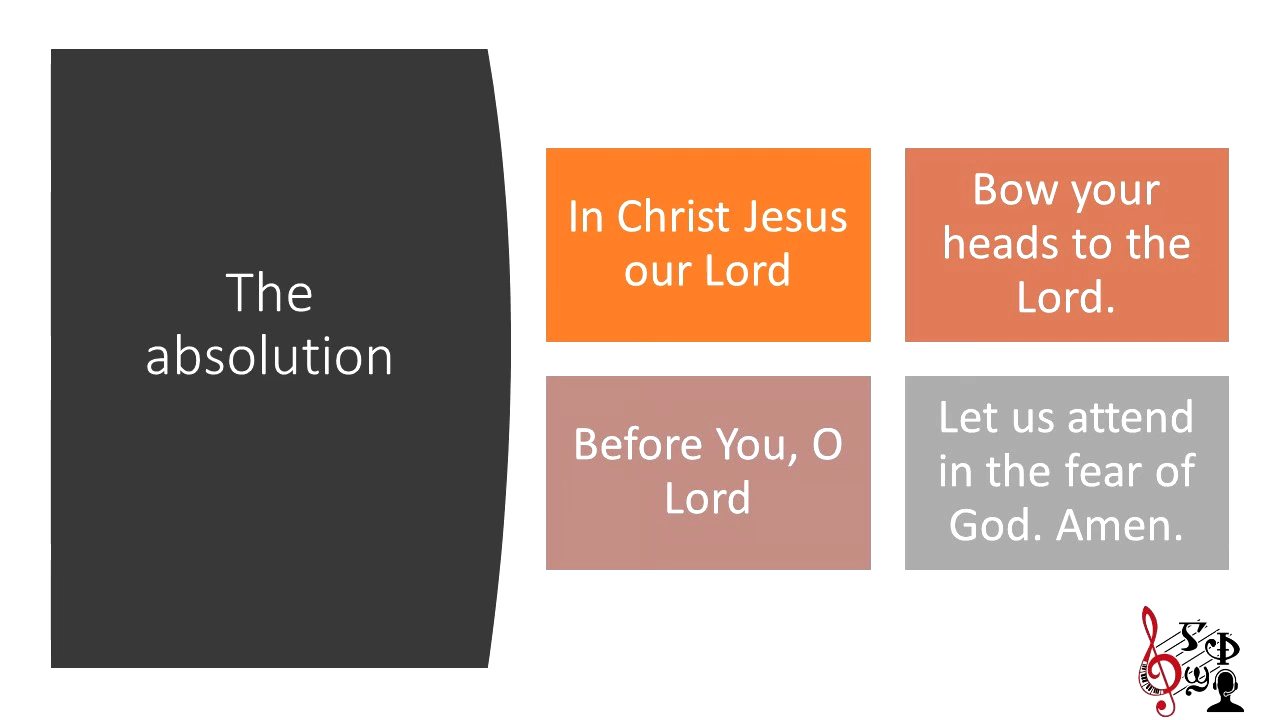 The
absolution
In Christ Jesus
our Lord
Bow your
heads to the
Lord.
Before You, O
Lord
Let us attend
in the fear of
God. Amen.